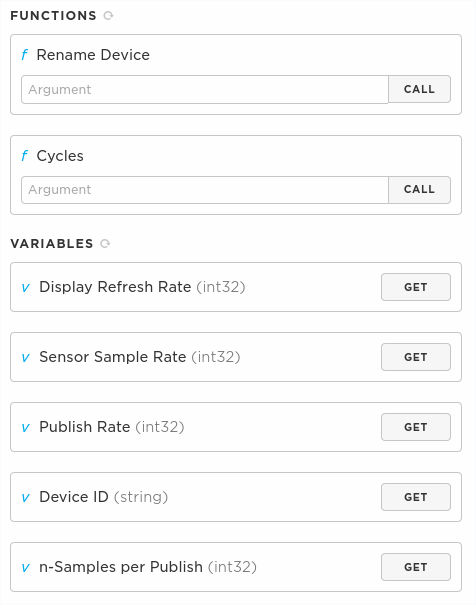 FUNCTIONS
f Rename Device
Argument CALL
f Cycles
Argument CALL
VARIABLES
v Display Refresh Rate (int32) GET
v Sensor Sample Rate (int32) GET
v Publish Rate (int32) GET
v Device ID (string) GET
v n-Samples per Publish (int32) GET